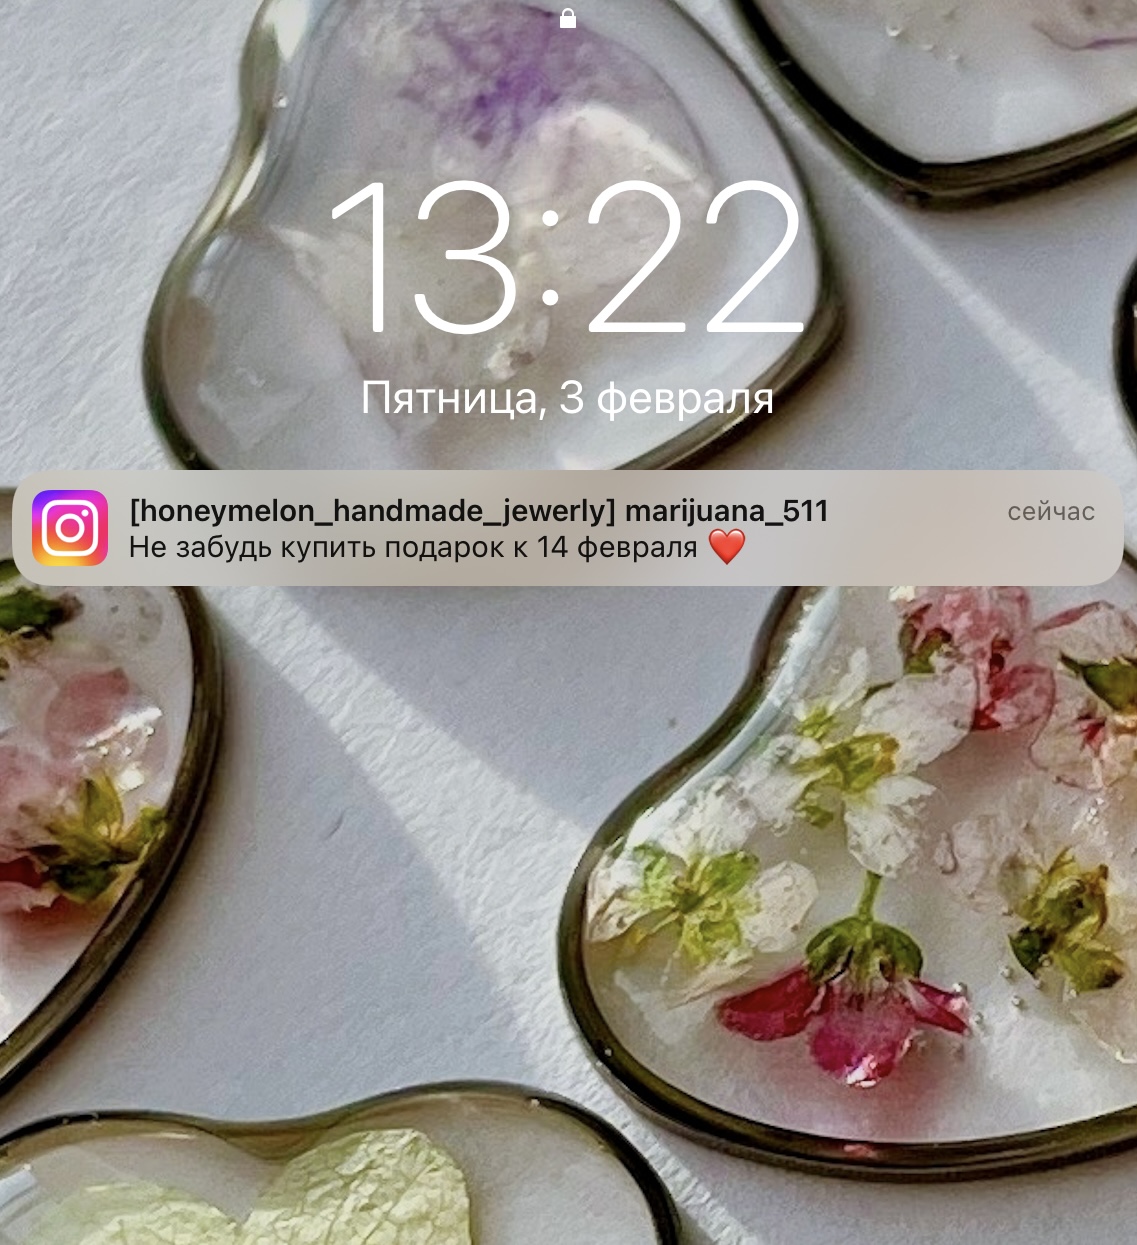 13:22
Пятница, 3 февраля
[honeymelon_handmade_jewerly] marijuana_511
сейчас
Не забудь купить подарок к 14 февраля ❤️